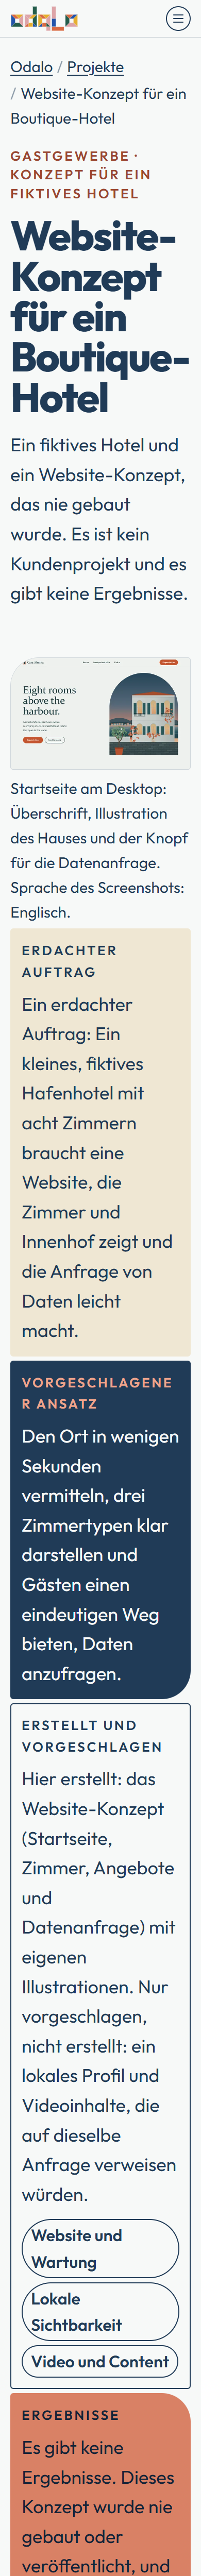 odalo
Odalo / Projekte
/ Website-Konzept für ein
Boutique-Hotel
GASTGEWERBE ·
KONZEPT FÜR EIN
FIKTIVES HOTEL
Website-
Konzept
für ein
Boutique-
Hotel
Ein fiktives Hotel und
ein Website-Konzept,
das nie gebaut
wurde. Es ist kein
Kundenprojekt und es
gibt keine Ergebnisse.
Eight rooms
above the
harbour.
Startseite am Desktop:
Überschrift, Illustration
des Hauses und der Knopf
für die Datenanfrage.
Sprache des Screenshots:
Englisch.
ERDACHTER
AUFTRAG
Ein erdachter
Auftrag: Ein
kleines, fiktives
Hafenhotel mit
acht Zimmern
braucht eine
Website, die
Zimmer und
Innenhof zeigt und
die Anfrage von
Daten leicht
macht.
VORGESCHLAGENE
R ANSATZ
Den Ort in wenigen
Sekunden
vermitteln, drei
Zimmertypen klar
darstellen und
Gästen einen
eindeutigen Weg
bieten, Daten
anzufragen.
ERSTELLT UND
VORGESCHLAGEN
Hier erstellt: das
Website-Konzept
(Startseite,
Zimmer, Angebote
und
Datenanfrage) mit
eigenen
Illustrationen. Nur
vorgeschlagen,
nicht erstellt: ein
lokales Profil und
Videoinhalte, die
auf dieselbe
Anfrage verweisen
würden.
Website und
Wartung
Lokale
Sichtbarkeit
Video und Content
ERGEBNISSE
Es gibt keine
Ergebnisse. Dieses
Konzept wurde nie
gebaut oder
veröffentlicht, und